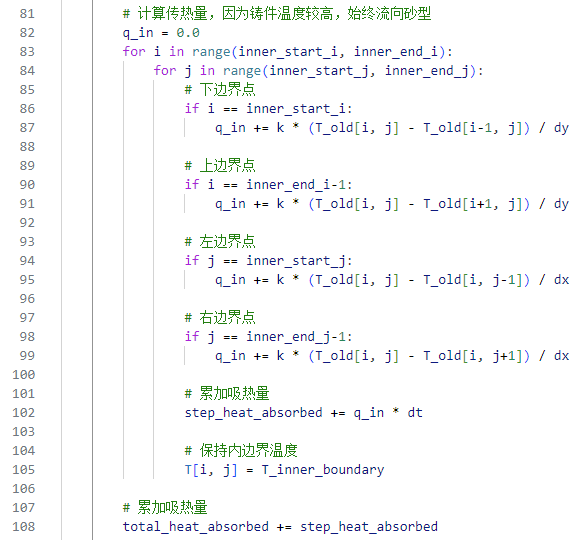 81 # 计算传热量，因为铸件温度较高，始终流向砂型
82 q_in = 0.0
83 for i in range(inner_start_i, inner_end_i):
84 for j in range(inner_start_j, inner_end_j):
85 # 下边界点
86 if i == inner_start_i:
87 q_in += k * (T_old[i, j] - T_old[i-1, j]) / dy
88
89 # 上边界点
90 if i == inner_end_i-1:
91 q_in += k * (T_old[i, j] - T_old[i+1, j]) / dy
92
93 # 左边界点
94 if j == inner_start_j:
95 q_in += k * (T_old[i, j] - T_old[i, j-1]) / dx
96
97 # 右边界点
98 if j == inner_end_j-1:
99 q_in += k * (T_old[i, j] - T_old[i, j+1]) / dx
100
101 # 累加吸热量
102 step_heat_absorbed += q_in * dt
103
104 # 保持内边界温度
105 T[i, j] = T_inner_boundary
106
107 # 累加吸热量
108 total_heat_absorbed += step_heat_absorbed